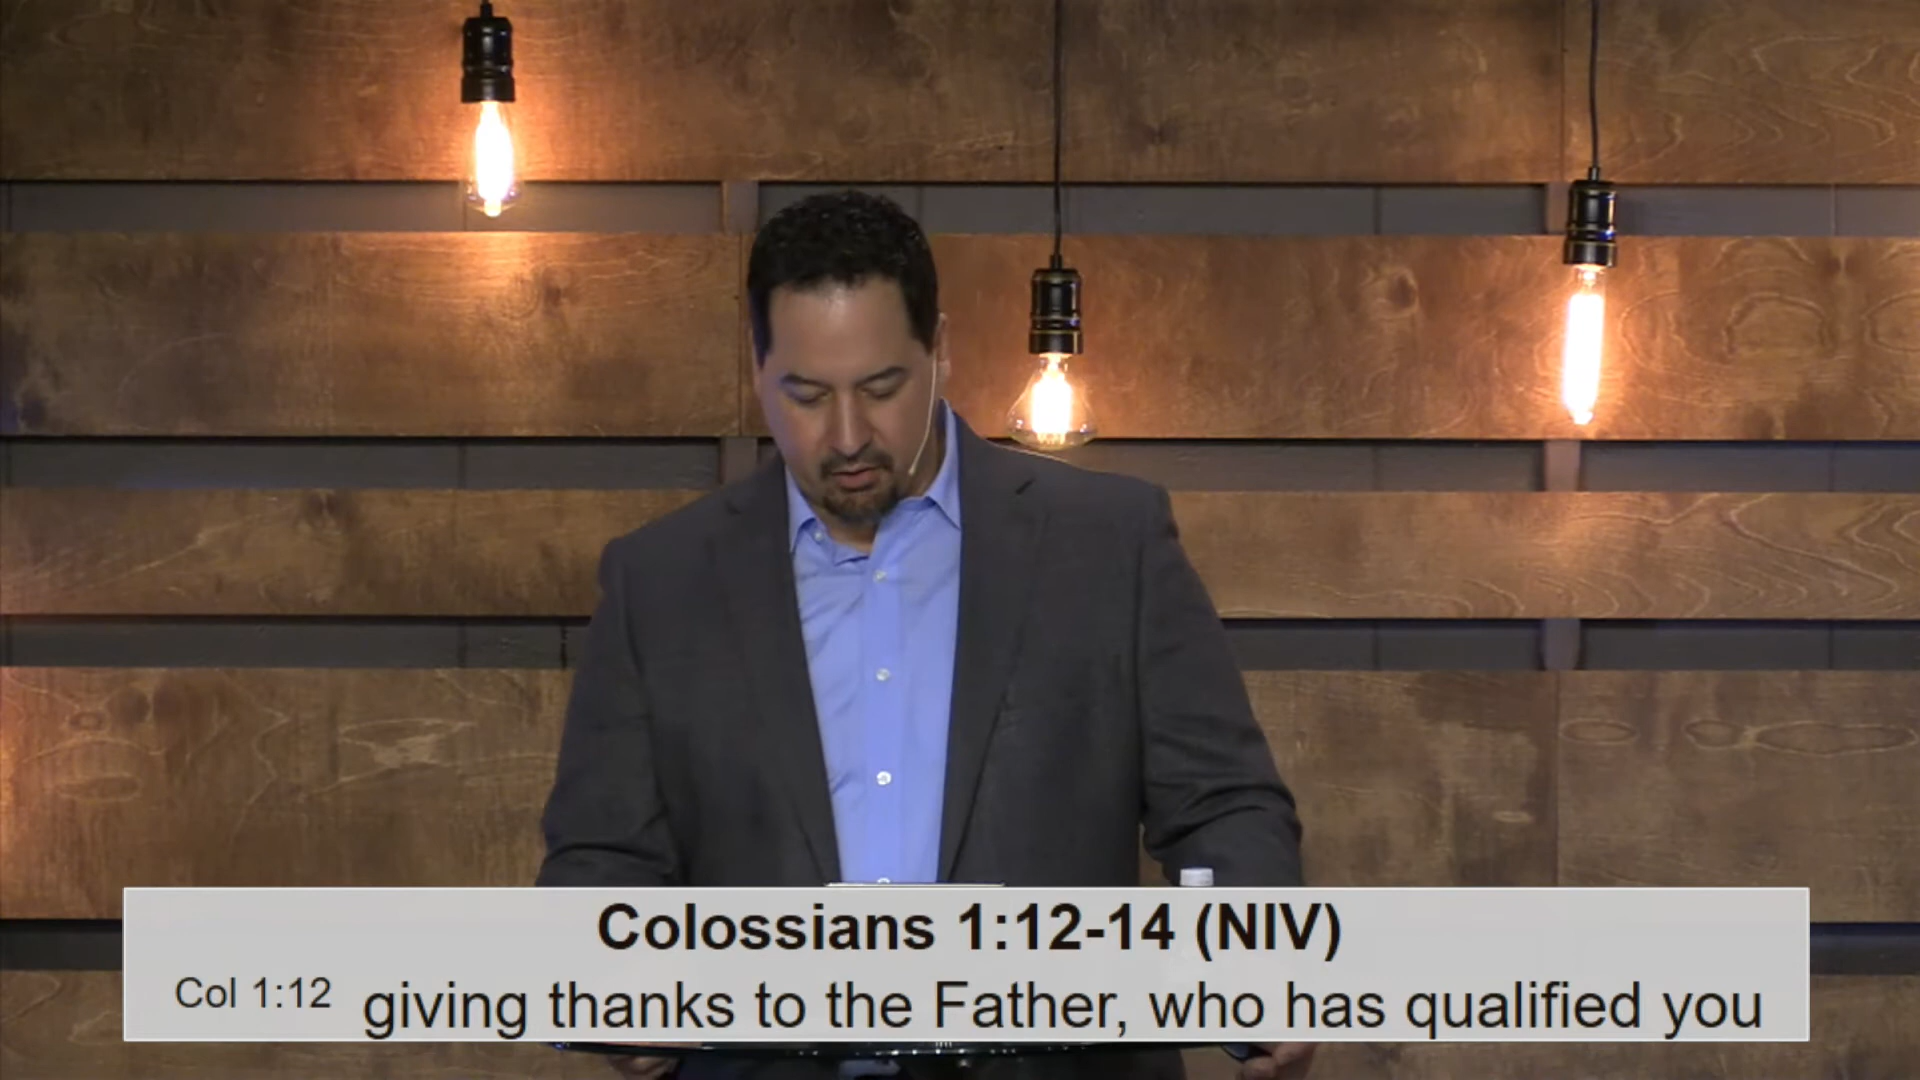 Colossians 1:12-14 (NIV)
Col 1:12 giving thanks to the Father, who has qualified you